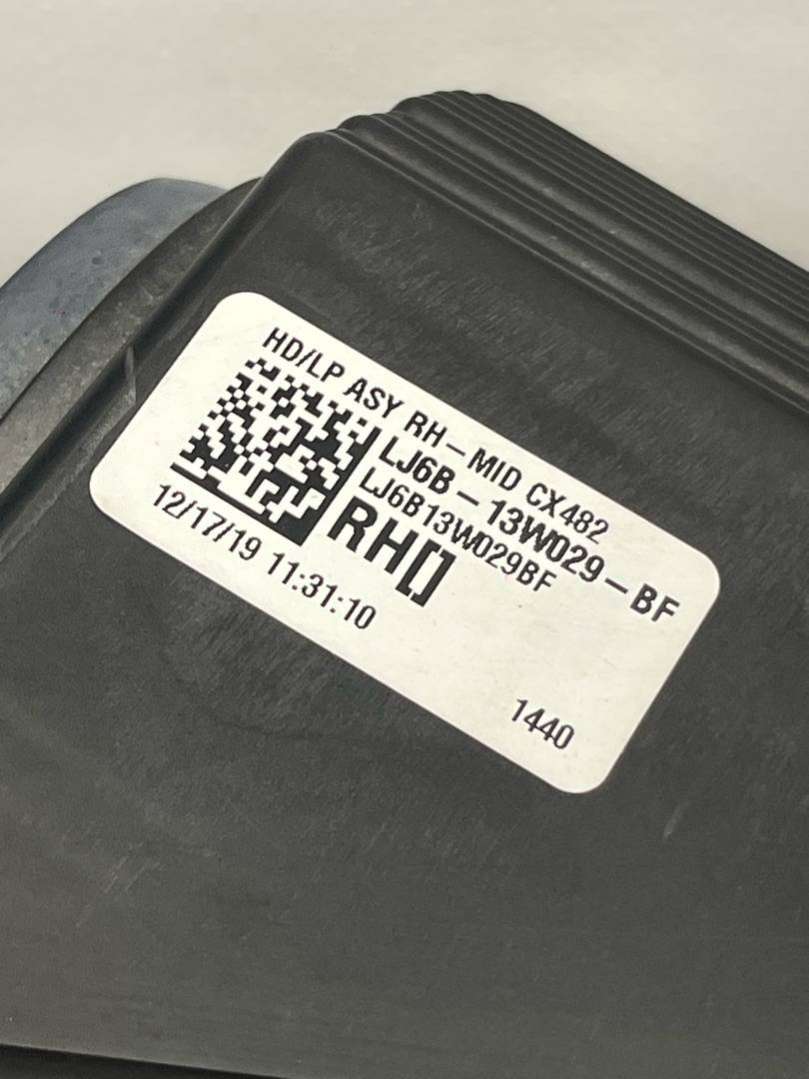 HD/LP ASY RH-MID CX482
LJ6B-13W029-BF
LJ6B13W029BF
RH[]
12/17/19 11:31:10
1440